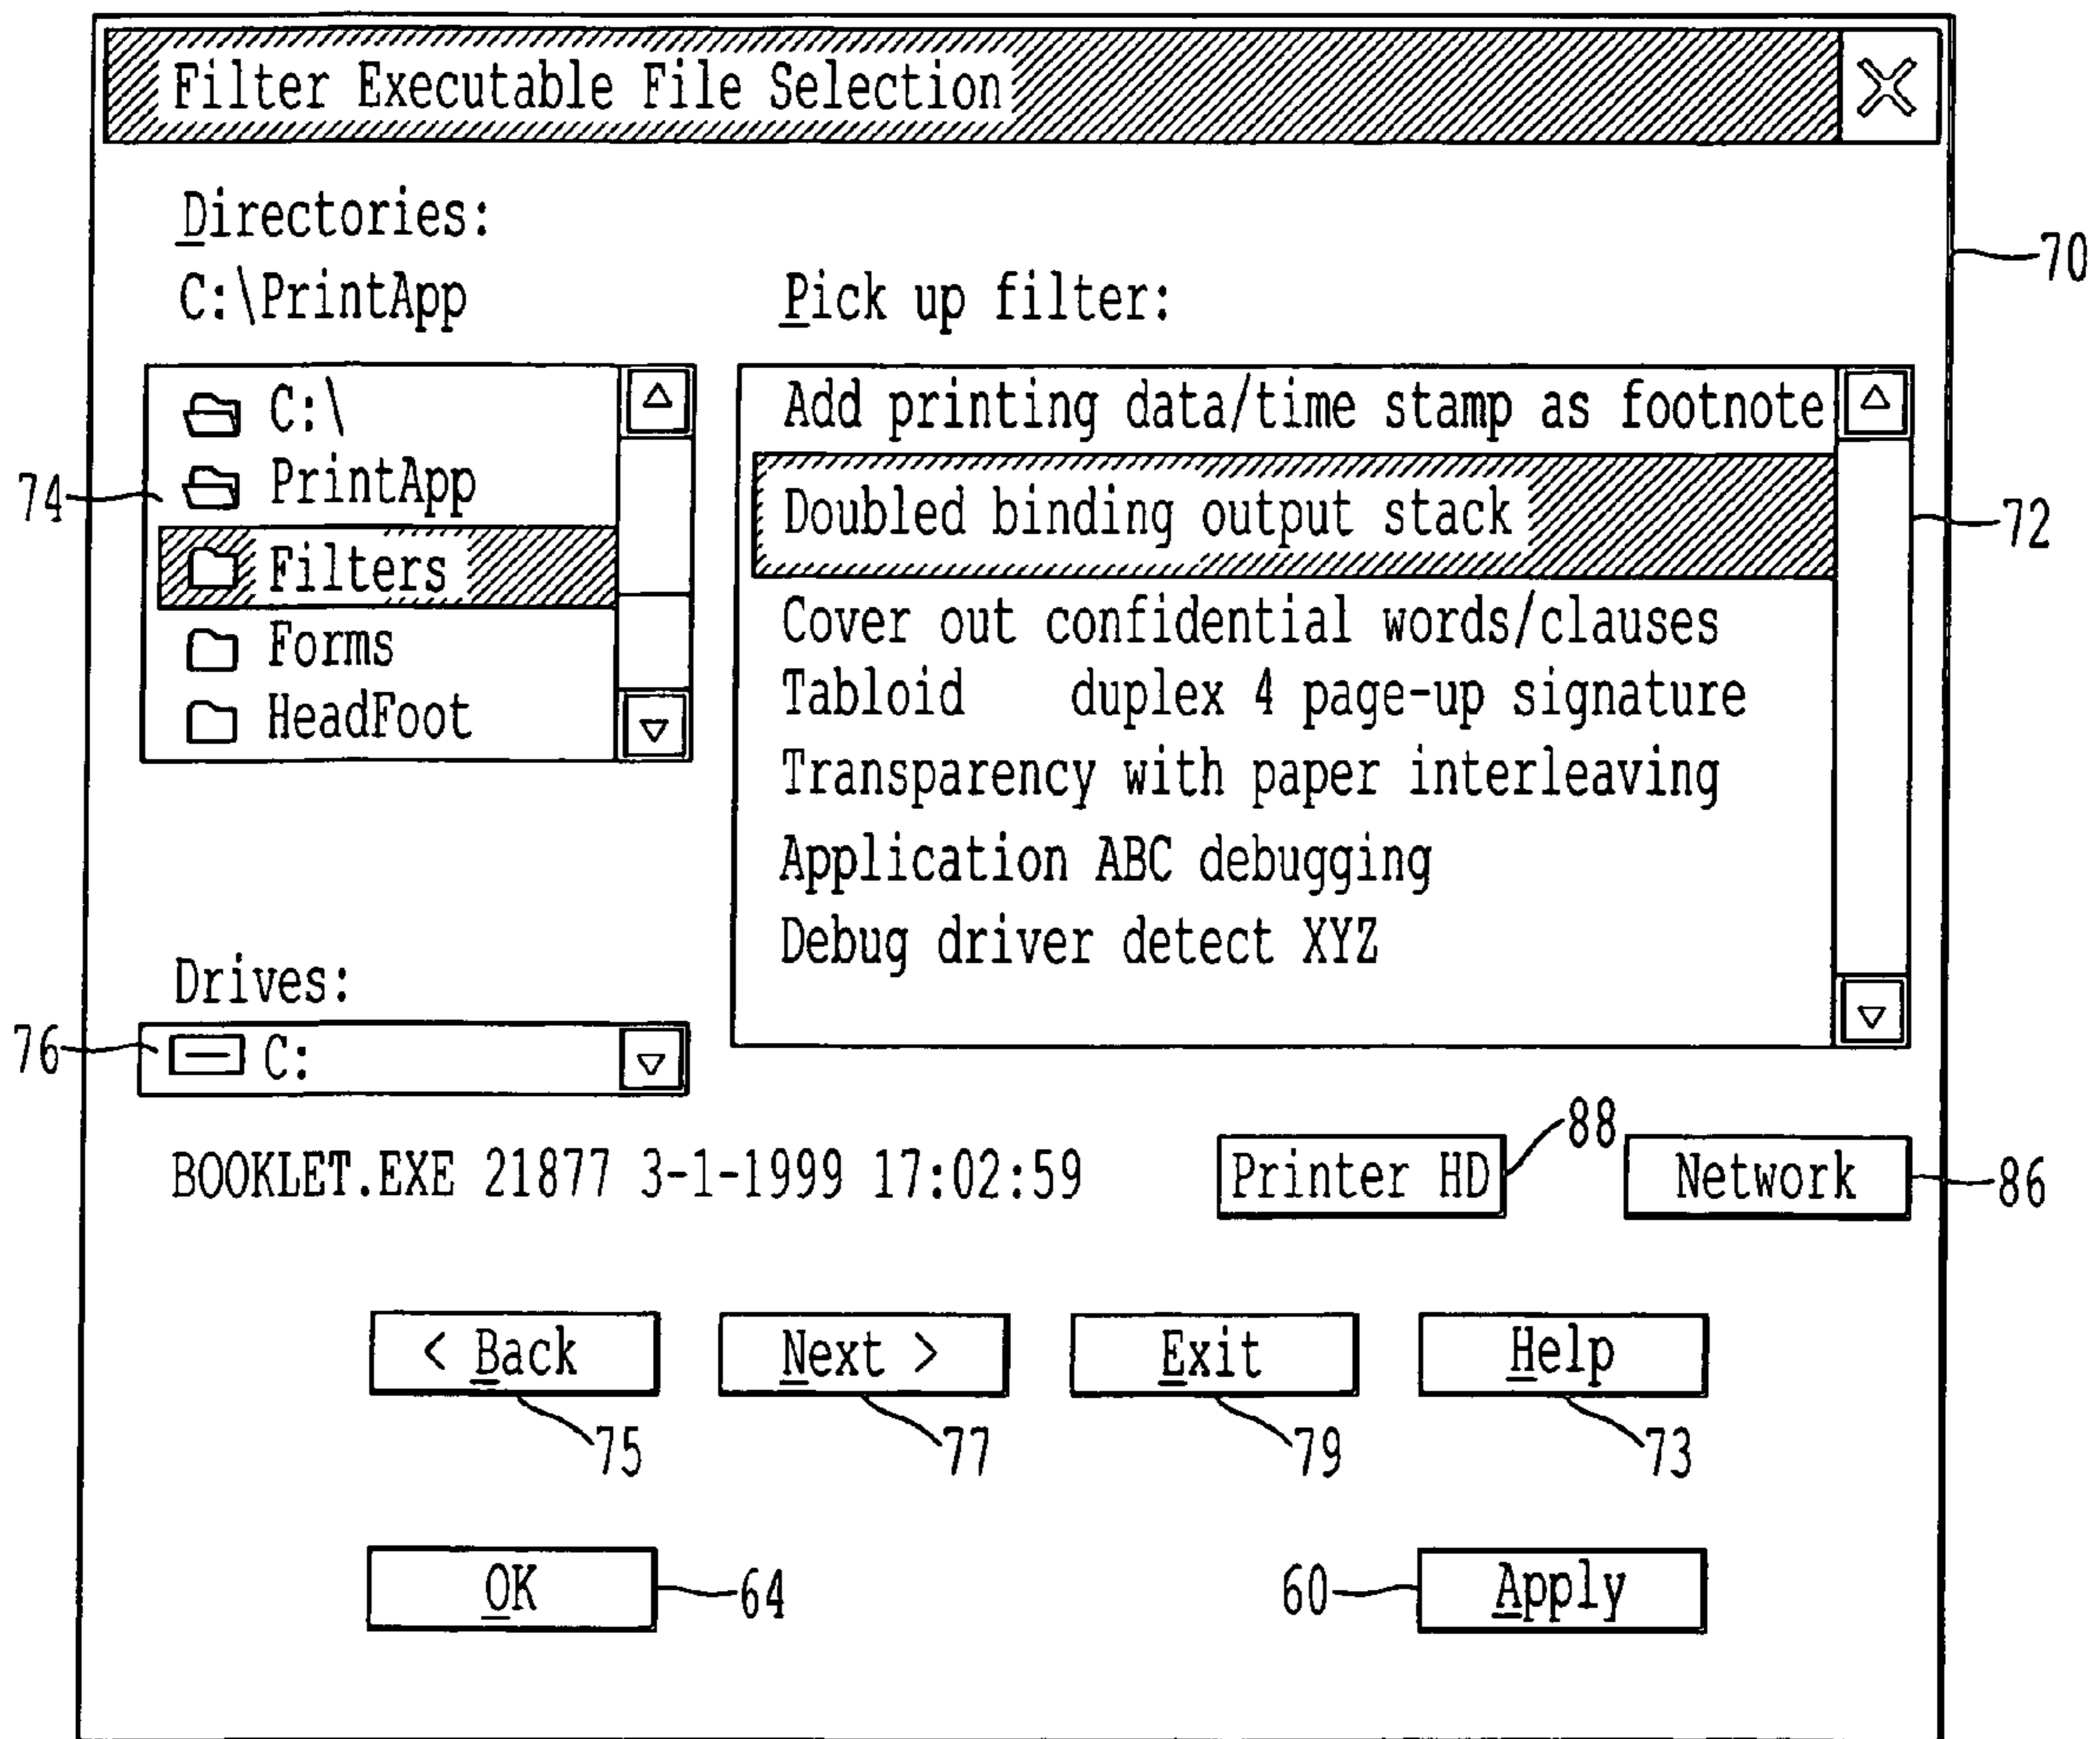 Filter Executable File Selection
Directories:
C:\PrintApp
Pick up filter:
70
C:\
PrintApp
Filters
Forms
HeadFoot
74
Add printing data/time stamp as footnote
Doubled binding output stack
Cover out confidential words/clauses
Tabloid duplex 4 page-up signature
Transparency with paper interleaving
Application ABC debugging
Debug driver detect XYZ
72
Drives:
76
C:
BOOKLET.EXE 21877 3-1-1999 17:02:59
Printer HD
88
Network
86
< Back
Next >
Exit
Help
75
77
79
73
OK
64
60
Apply